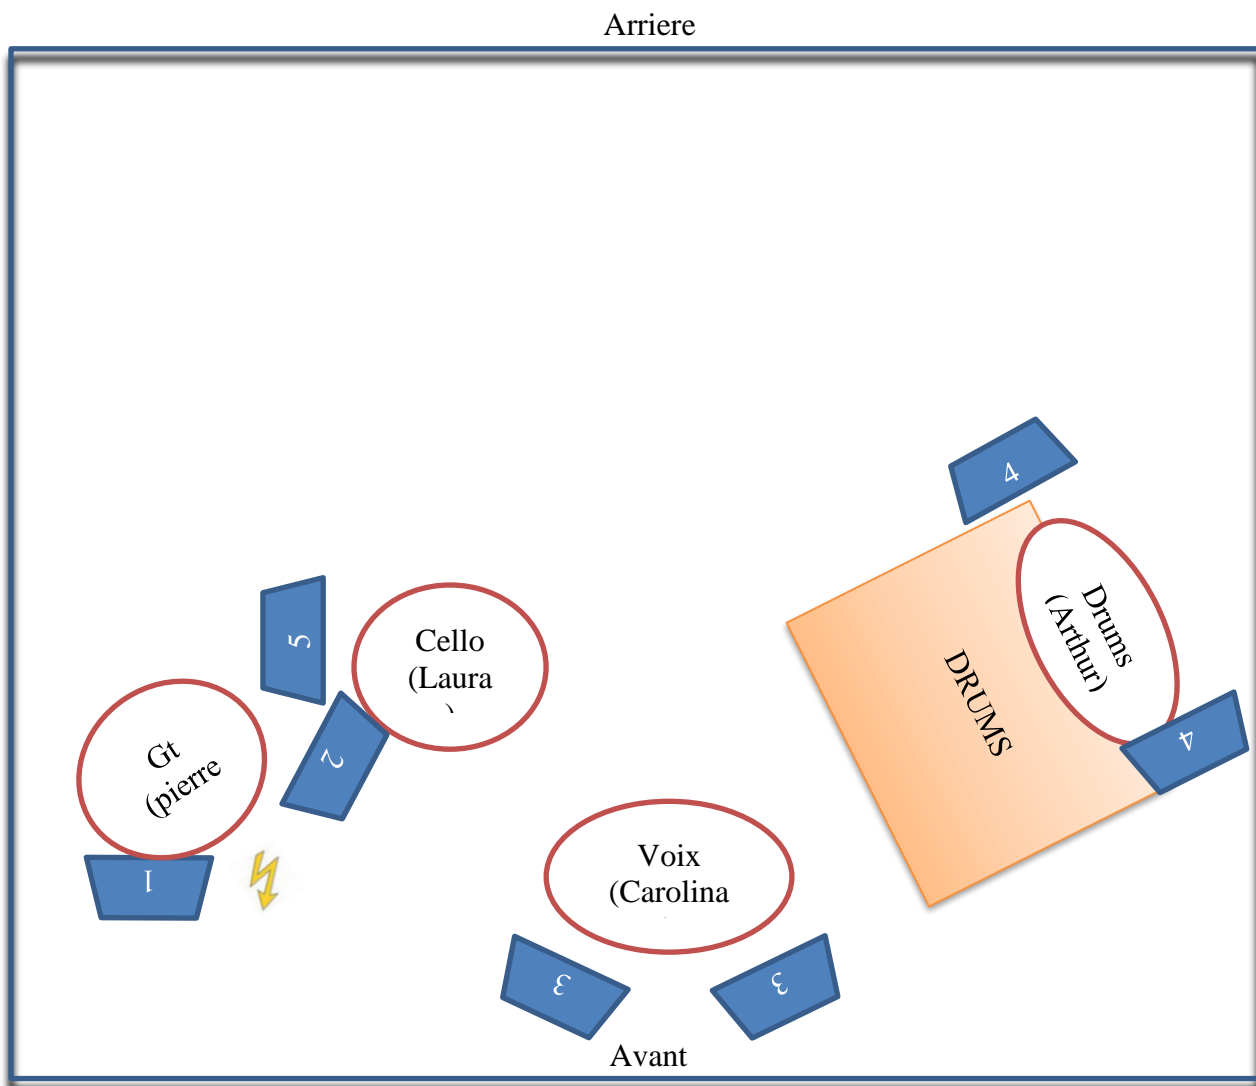 Arriere
4
Drums
(Arthur)
DRUMS
4
5
Cello
(Laura
)
2
Gt
(pierre
1
Voix
(Carolina
3
3
Avant